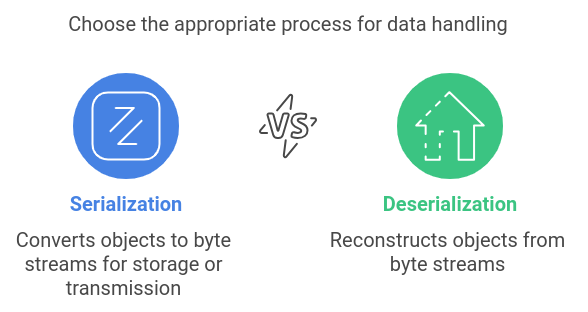 Choose the appropriate process for data handling
VS
Serialization
Converts objects to byte
streams for storage or
transmission
Deserialization
Reconstructs objects from
byte streams